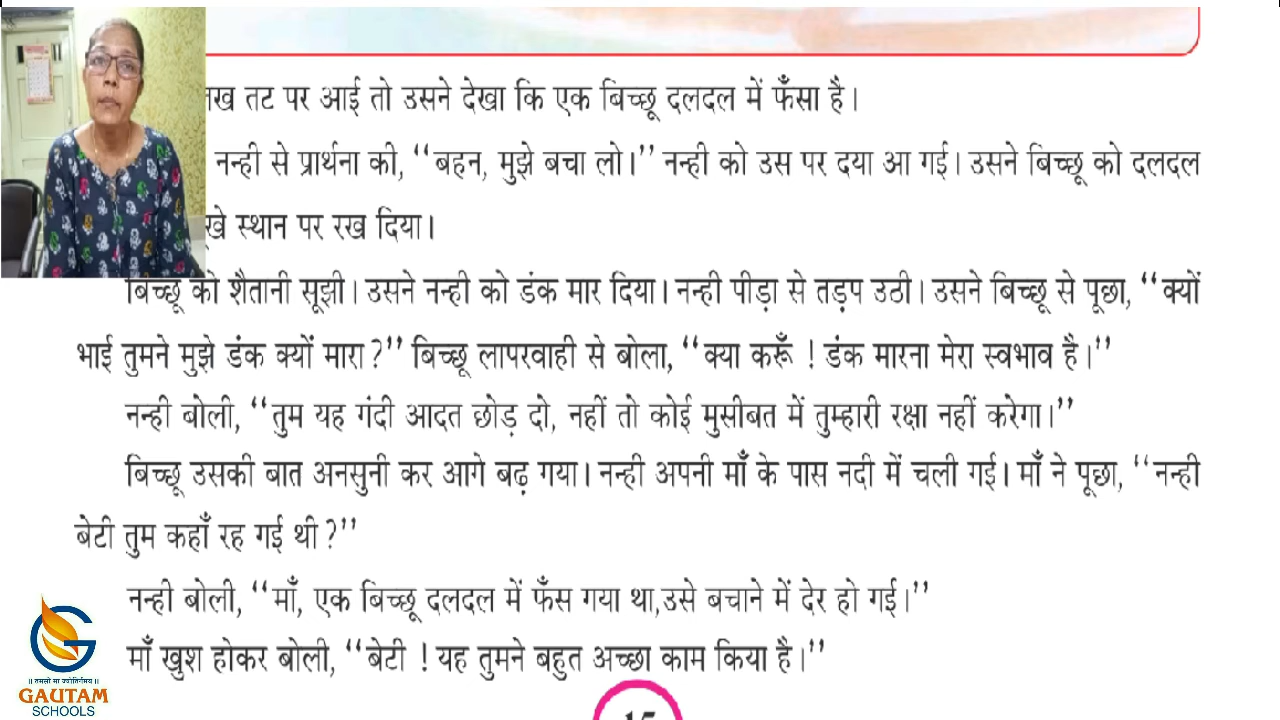 तट पर आई तो उसने देखा कि एक बिच्छू दलदल में फँसा है।
नन्ही से प्रार्थना की, “बहन, मुझे बचा लो।” नन्ही को उस पर दया आ गई। उसने बिच्छू को दलदल
स्थान पर रख दिया।
बिच्छू को शैतानी सूझी। उसने नन्ही को डंक मार दिया। नन्ही पीड़ा से तड़प उठी। उसने बिच्छू से पूछा, “क्यों
भाई तुमने मुझे डंक क्यों मारा?” बिच्छू लापरवाही से बोला, “क्या करूँ ! डंक मारना मेरा स्वभाव है।”
नन्ही बोली, “तुम यह गंदी आदत छोड़ दो, नहीं तो कोई मुसीबत में तुम्हारी रक्षा नहीं करेगा।”
बिच्छू उसकी बात अनसुनी कर आगे बढ़ गया। नन्ही अपनी माँ के पास नदी में चली गई। माँ ने पूछा, “नन्ही
बेटी तुम कहाँ रह गई थी?”
नन्ही बोली, “माँ, एक बिच्छू दलदल में फँस गया था,उसे बचाने में देर हो गई।”
माँ खुश होकर बोली, “बेटी ! यह तुमने बहुत अच्छा काम किया है।”
॥ तमसो मा ज्योतिर्गमय ॥
GAUTAM
SCHOOLS